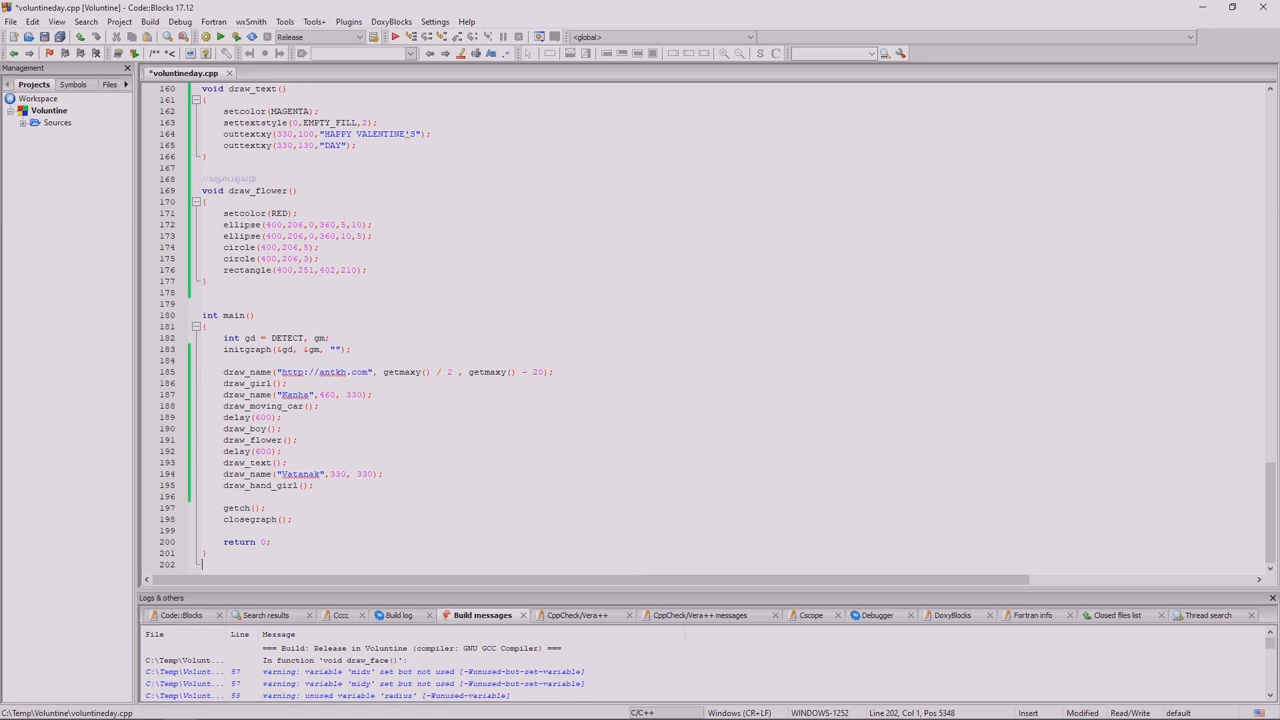 *voluntineday.cpp [Voluntine] - Code::Blocks 17.12
File Edit View Search Project Build Debug Fortran wxSmith Tools Tools+ Plugins DoxyBlocks Settings Help
Release
<global>
/** *<
Management
*voluntineday.cpp
Projects Symbols Files
Workspace
Voluntine
Sources
160 void draw_text()
161 {
162 setcolor(MAGENTA);
163 settextstyle(0,EMPTY_FILL,2);
164 outtextxy(330,100,"HAPPY VALENTINE'S");
165 outtextxy(330,130,"DAY");
166 }
167
168
169 void draw_flower()
170 {
171 setcolor(RED);
172 ellipse(400,206,0,360,5,10);
173 ellipse(400,206,0,360,10,5);
174 circle(400,206,5);
175 circle(400,206,3);
176 rectangle(400,251,402,210);
177 }
178
179
180 int main()
181 {
182 int gd = DETECT, gm;
183 initgraph(&gd, &gm, "");
184
185 draw_name("http://antkh.com", getmaxy() / 2 , getmaxy() - 20);
186 draw_girl();
187 draw_name("Kanha",460, 330);
188 draw_moving_car();
189 delay(600);
190 draw_boy();
191 draw_flower();
192 delay(600);
193 draw_text();
194 draw_name("Vatanak",330, 330);
195 draw_hand_girl();
196
197 getch();
198 closegraph();
199
200 return 0;
201 }
202
Logs & others
Code::Blocks Search results Cccc Build log Build messages CppCheck/Vera++ CppCheck/Vera++ messages Cscope Debugger DoxyBlocks Fortran info Closed files list Thread search
File Line Message
=== Build: Release in Voluntine (compiler: GNU GCC Compiler) ===
C:\Temp\Volunt... In function 'void draw_face()':
C:\Temp\Volunt... 57 warning: variable 'midx' set but not used [-Wunused-but-set-variable]
C:\Temp\Volunt... 57 warning: variable 'midy' set but not used [-Wunused-but-set-variable]
C:\Temp\Volunt... 58 warning: unused variable 'radius' [-Wunused-variable]
C:\Temp\Voluntine\voluntineday.cpp C/C++ Windows (CR+LF) WINDOWS-1252 Line 202, Col 1, Pos 5348 Insert Modified Read/Write default